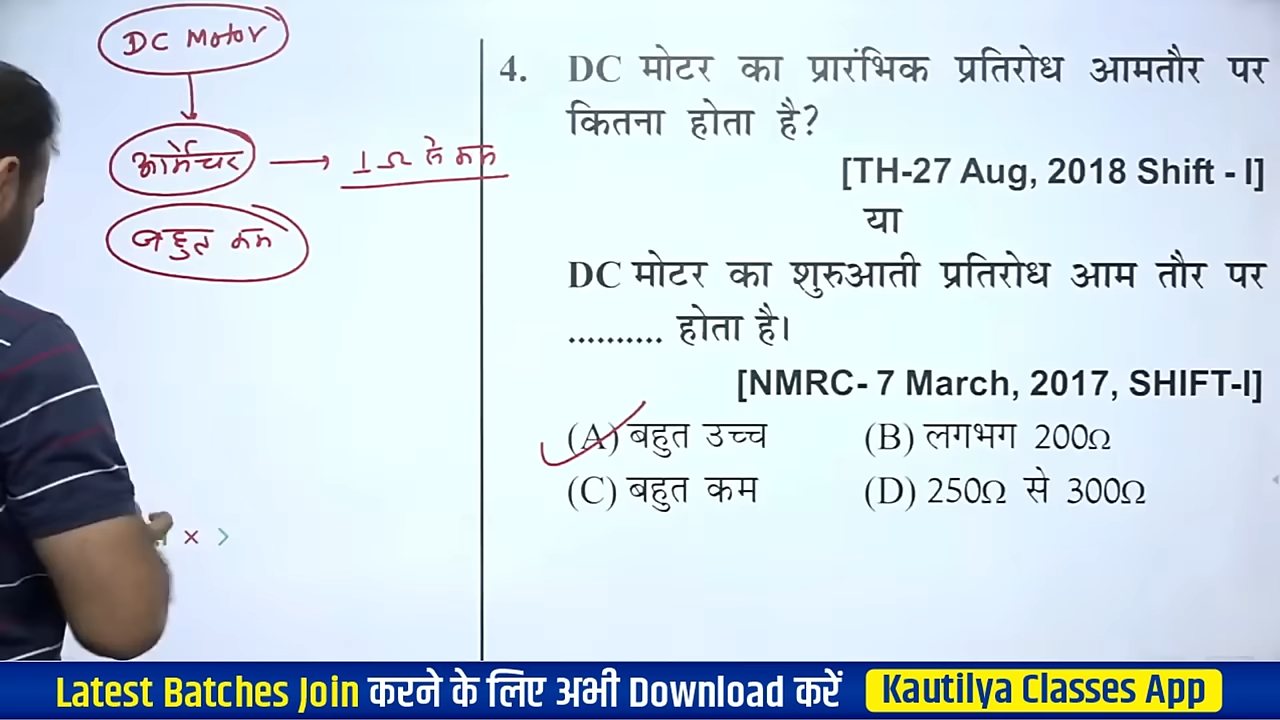 DC Motor
आर्मेचर → 1 Ω से कम
बहुत कम
4. DC मोटर का प्रारंभिक प्रतिरोध आमतौर पर
कितना होता है?
[TH-27 Aug, 2018 Shift - I]
या
DC मोटर का शुरुआती प्रतिरोध आम तौर पर
.......... होता है।
[NMRC- 7 March, 2017, SHIFT-I]
(A) बहुत उच्च (B) लगभग 200Ω
(C) बहुत कम (D) 250Ω से 300Ω
Latest Batches Join करने के लिए अभी Download करें Kautilya Classes App